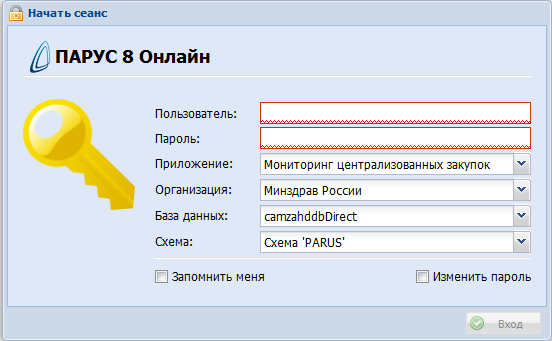 Начать сеанс
ПАРУС 8 Онлайн
Пользователь:
Пароль:
Приложение: Мониторинг централизованных закупок
Организация: Минздрав России
База данных: camzahddbDirect
Схема: Схема 'PARUS'
Запомнить меня Изменить пароль
Вход